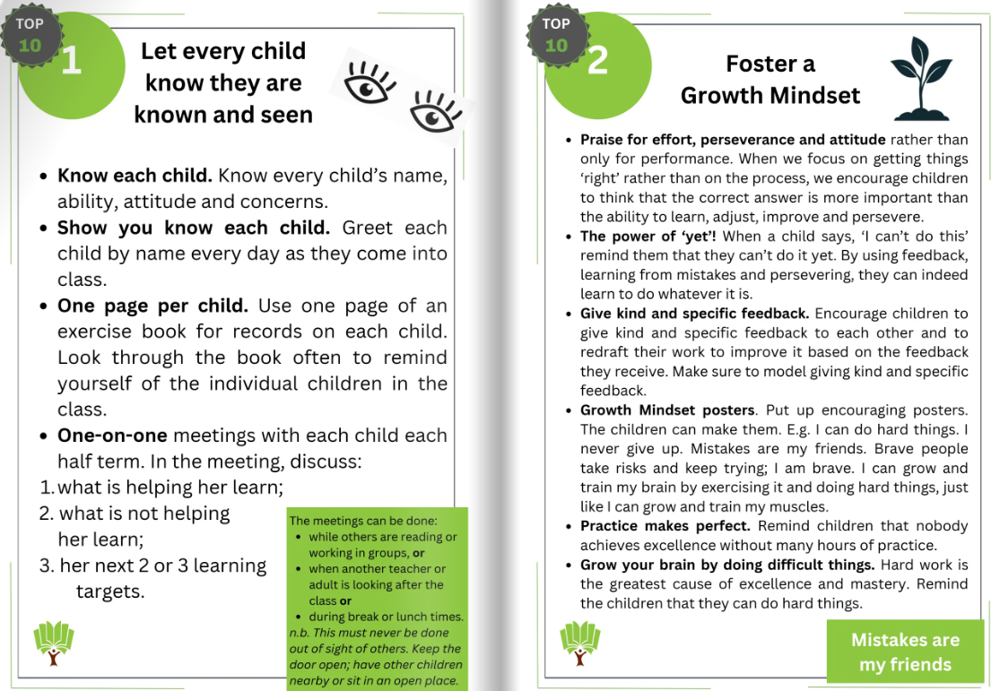 TOP
10
1
Let every child
know they are
known and seen
• Know each child. Know every child's name,
ability, attitude and concerns.
• Show you know each child. Greet each
child by name every day as they come into
class.
• One page per child. Use one page of an
exercise book for records on each child.
Look through the book often to remind
yourself of the individual children in the
class.
• One-on-one meetings with each child each
half term. In the meeting, discuss:
1. what is helping her learn;
2. what is not helping
her learn;
3. her next 2 or 3 learning
targets.
The meetings can be done:
• while others are reading or
working in groups, or
• when another teacher or
adult is looking after the
class or
• during break or lunch times.
n.b. This must never be done
out of sight of others. Keep the
door open; have other children
nearby or sit in an open place.
TOP
10
2
Foster a
Growth Mindset
• Praise for effort, perseverance and attitude rather than
only for performance. When we focus on getting things
'right' rather than on the process, we encourage children
to think that the correct answer is more important than
the ability to learn, adjust, improve and persevere.
• The power of 'yet'! When a child says, 'I can't do this'
remind them that they can't do it yet. By using feedback,
learning from mistakes and persevering, they can indeed
learn to do whatever it is.
• Give kind and specific feedback. Encourage children to
give kind and specific feedback to each other and to
redraft their work to improve it based on the feedback
they receive. Make sure to model giving kind and specific
feedback.
• Growth Mindset posters. Put up encouraging posters.
The children can make them. E.g. I can do hard things. I
never give up. Mistakes are my friends. Brave people
take risks and keep trying; I am brave. I can grow and
train my brain by exercising it and doing hard things, just
like I can grow and train my muscles.
• Practice makes perfect. Remind children that nobody
achieves excellence without many hours of practice.
• Grow your brain by doing difficult things. Hard work is
the greatest cause of excellence and mastery. Remind
the children that they can do hard things.
Mistakes are
my friends